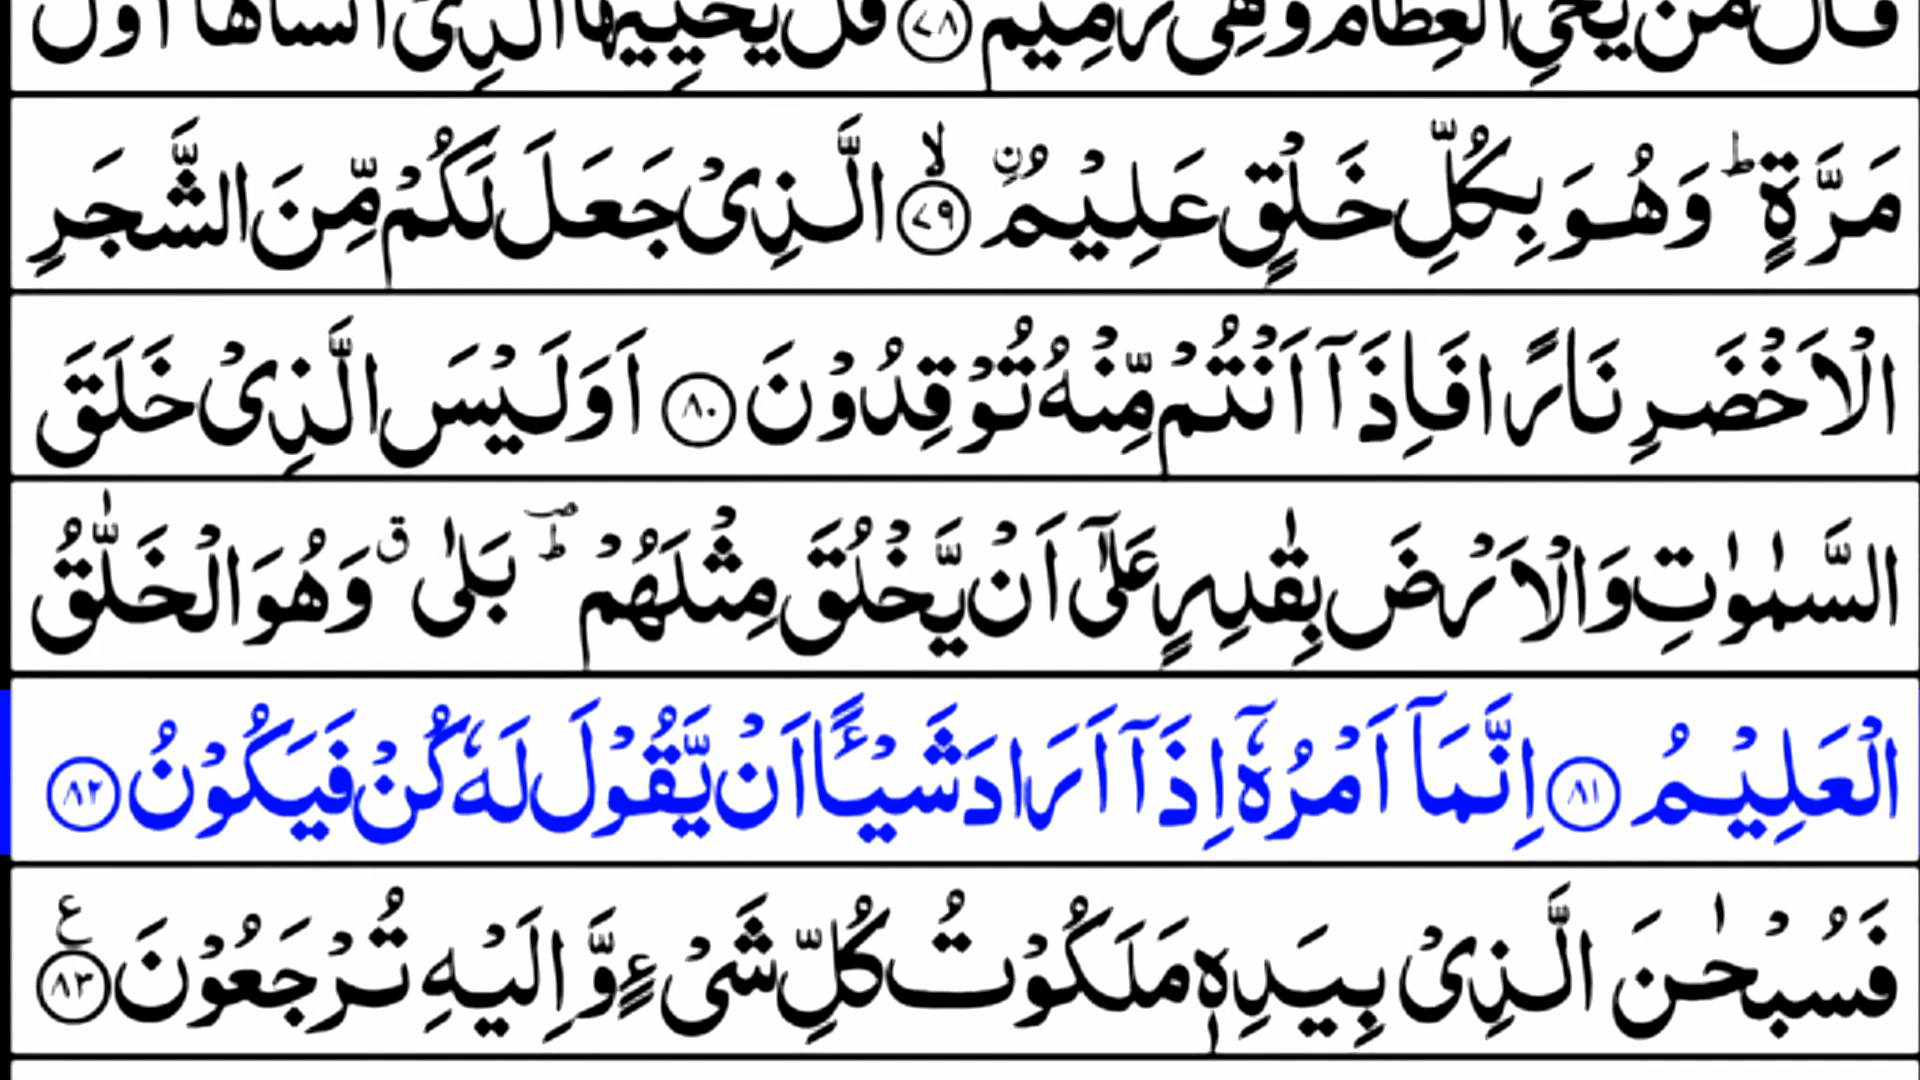 قَالَ مَنْ يُّحْيِ الْعِظَامَ وَهِيَ رَمِيْمٌ ﴿٧٨﴾ قُلْ يُحْيِيْهَا الَّذِيْٓ اَنْشَاَهَآ اَوَّلَ
مَرَّةٍ ؕ وَهُوَ بِكُلِّ خَلْقٍ عَلِيْمُ ۨ ﴿ۙ٧٩﴾ الَّذِيْ جَعَلَ لَكُمْ مِّنَ الشَّجَرِ
الْاَخْضَرِ نَارًا فَاِذَآ اَنْتُمْ مِّنْهُ تُوْقِدُوْنَ ﴿٨٠﴾ اَوَلَيْسَ الَّذِيْ خَلَقَ
السَّمٰوٰتِ وَالْاَرْضَ بِقٰدِرٍ عَلٰٓى اَنْ يَّخْلُقَ مِثْلَهُمْ ؕؔ بَلٰى ۗ وَهُوَ الْخَلّٰقُ
الْعَلِيْمُ ﴿٨١﴾ اِنَّمَآ اَمْرُهٗٓ اِذَآ اَرَادَ شَيْـًٔا اَنْ يَّقُوْلَ لَهٗ كُنْ فَيَكُوْنُ ﴿٨٢﴾
فَسُبْحٰنَ الَّذِيْ بِيَدِهٖ مَلَكُوْتُ كُلِّ شَيْءٍ وَّاِلَيْهِ تُرْجَعُوْنَ ﴿٨٣﴾ ع